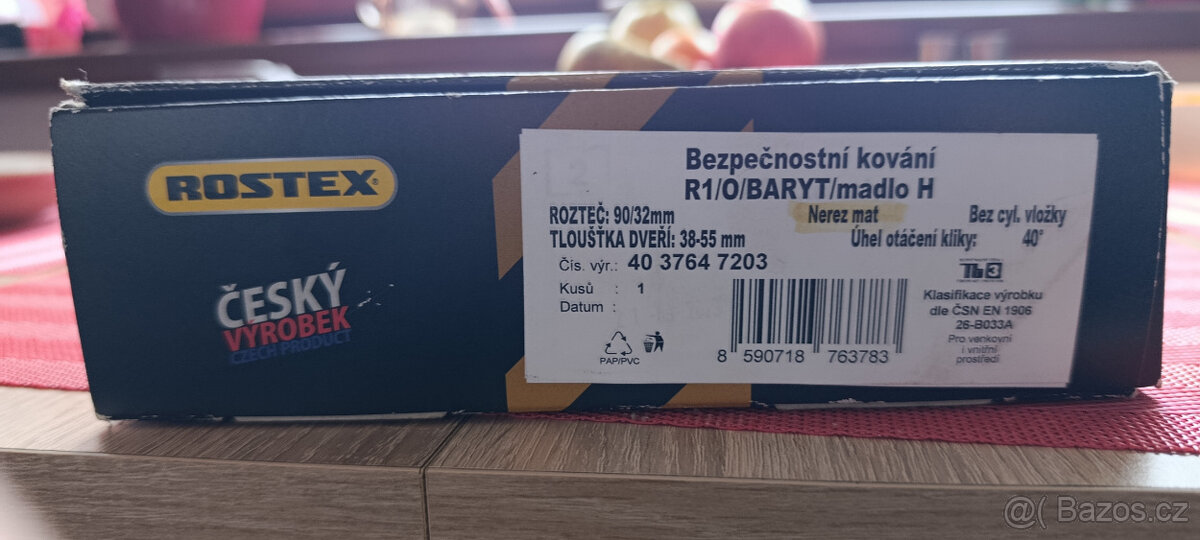 ROSTEX®
ČESKÝ
VÝROBEK
CZECH PRODUCT
Bezpečnostní kování
R1/O/BARYT/madlo H
ROZTEČ: 90/32mm Nerez mat Bez cyl. vložky
TLOUŠŤKA DVEŘÍ: 38-55 mm Úhel otáčení kliky: 40°
Čís. výr.: 40 3764 7203
Kusů : 1
Datum :
PAP/PVC
8 590718 763783
3
Klasifikace výrobku
dle ČSN EN 1906
26-B033A
Pro venkovní
i vnitřní
prostředí
@( Bazos.cz